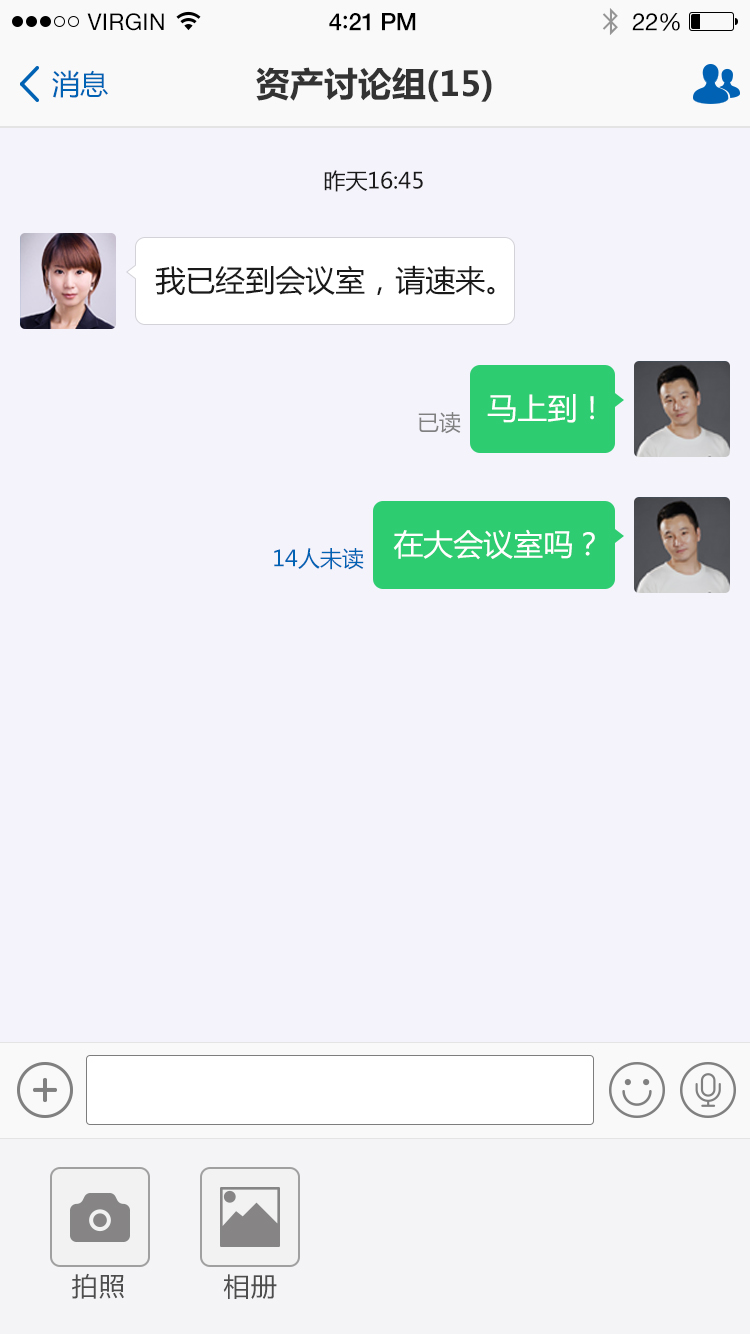 VIRGIN 4:21 PM 22%
消息 资产讨论组(15)
昨天16:45
我已经到会议室，请速来。
已读 马上到！
14人未读 在大会议室吗？
拍照 相册